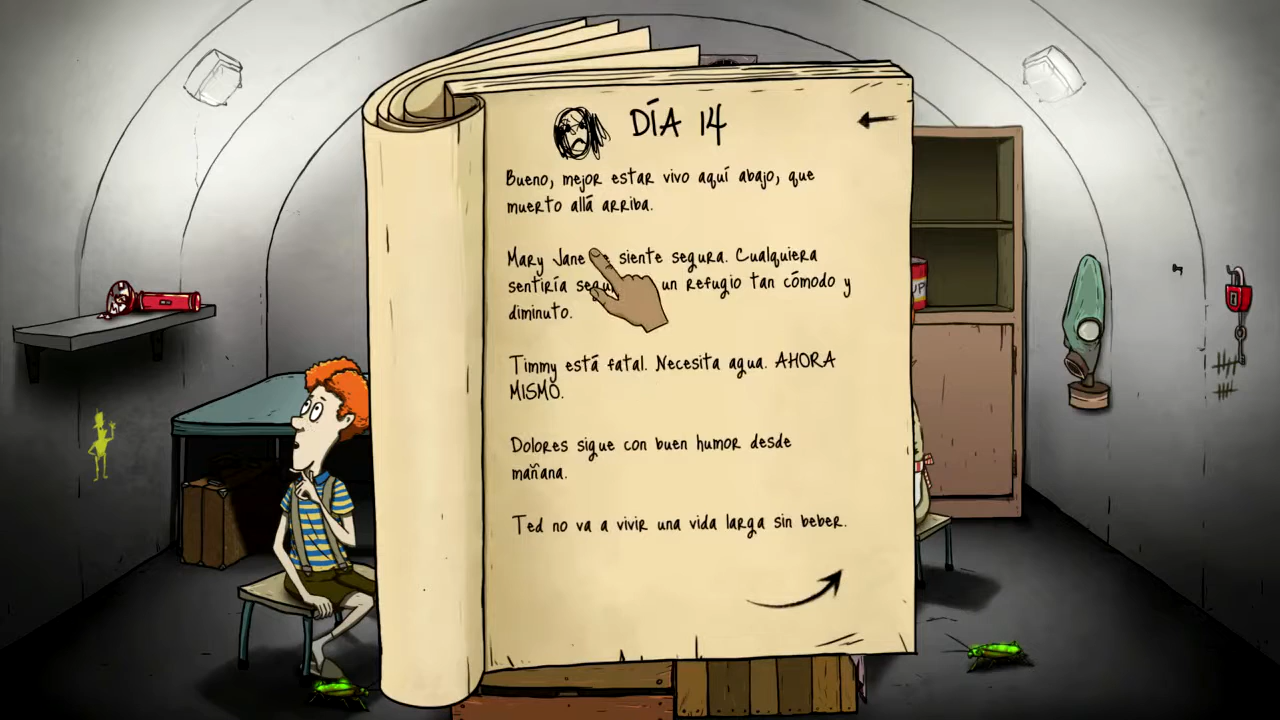 DÍA 14
Bueno, mejor estar vivo aquí abajo, que
muerto allá arriba.
Mary Jane siente segura. Cualquiera
sentiría un refugio tan cómodo y
diminuto.
Timmy está fatal. Necesita agua. AHORA
MISMO.
Dolores sigue con buen humor desde
mañana.
Ted no va a vivir una vida larga sin beber.